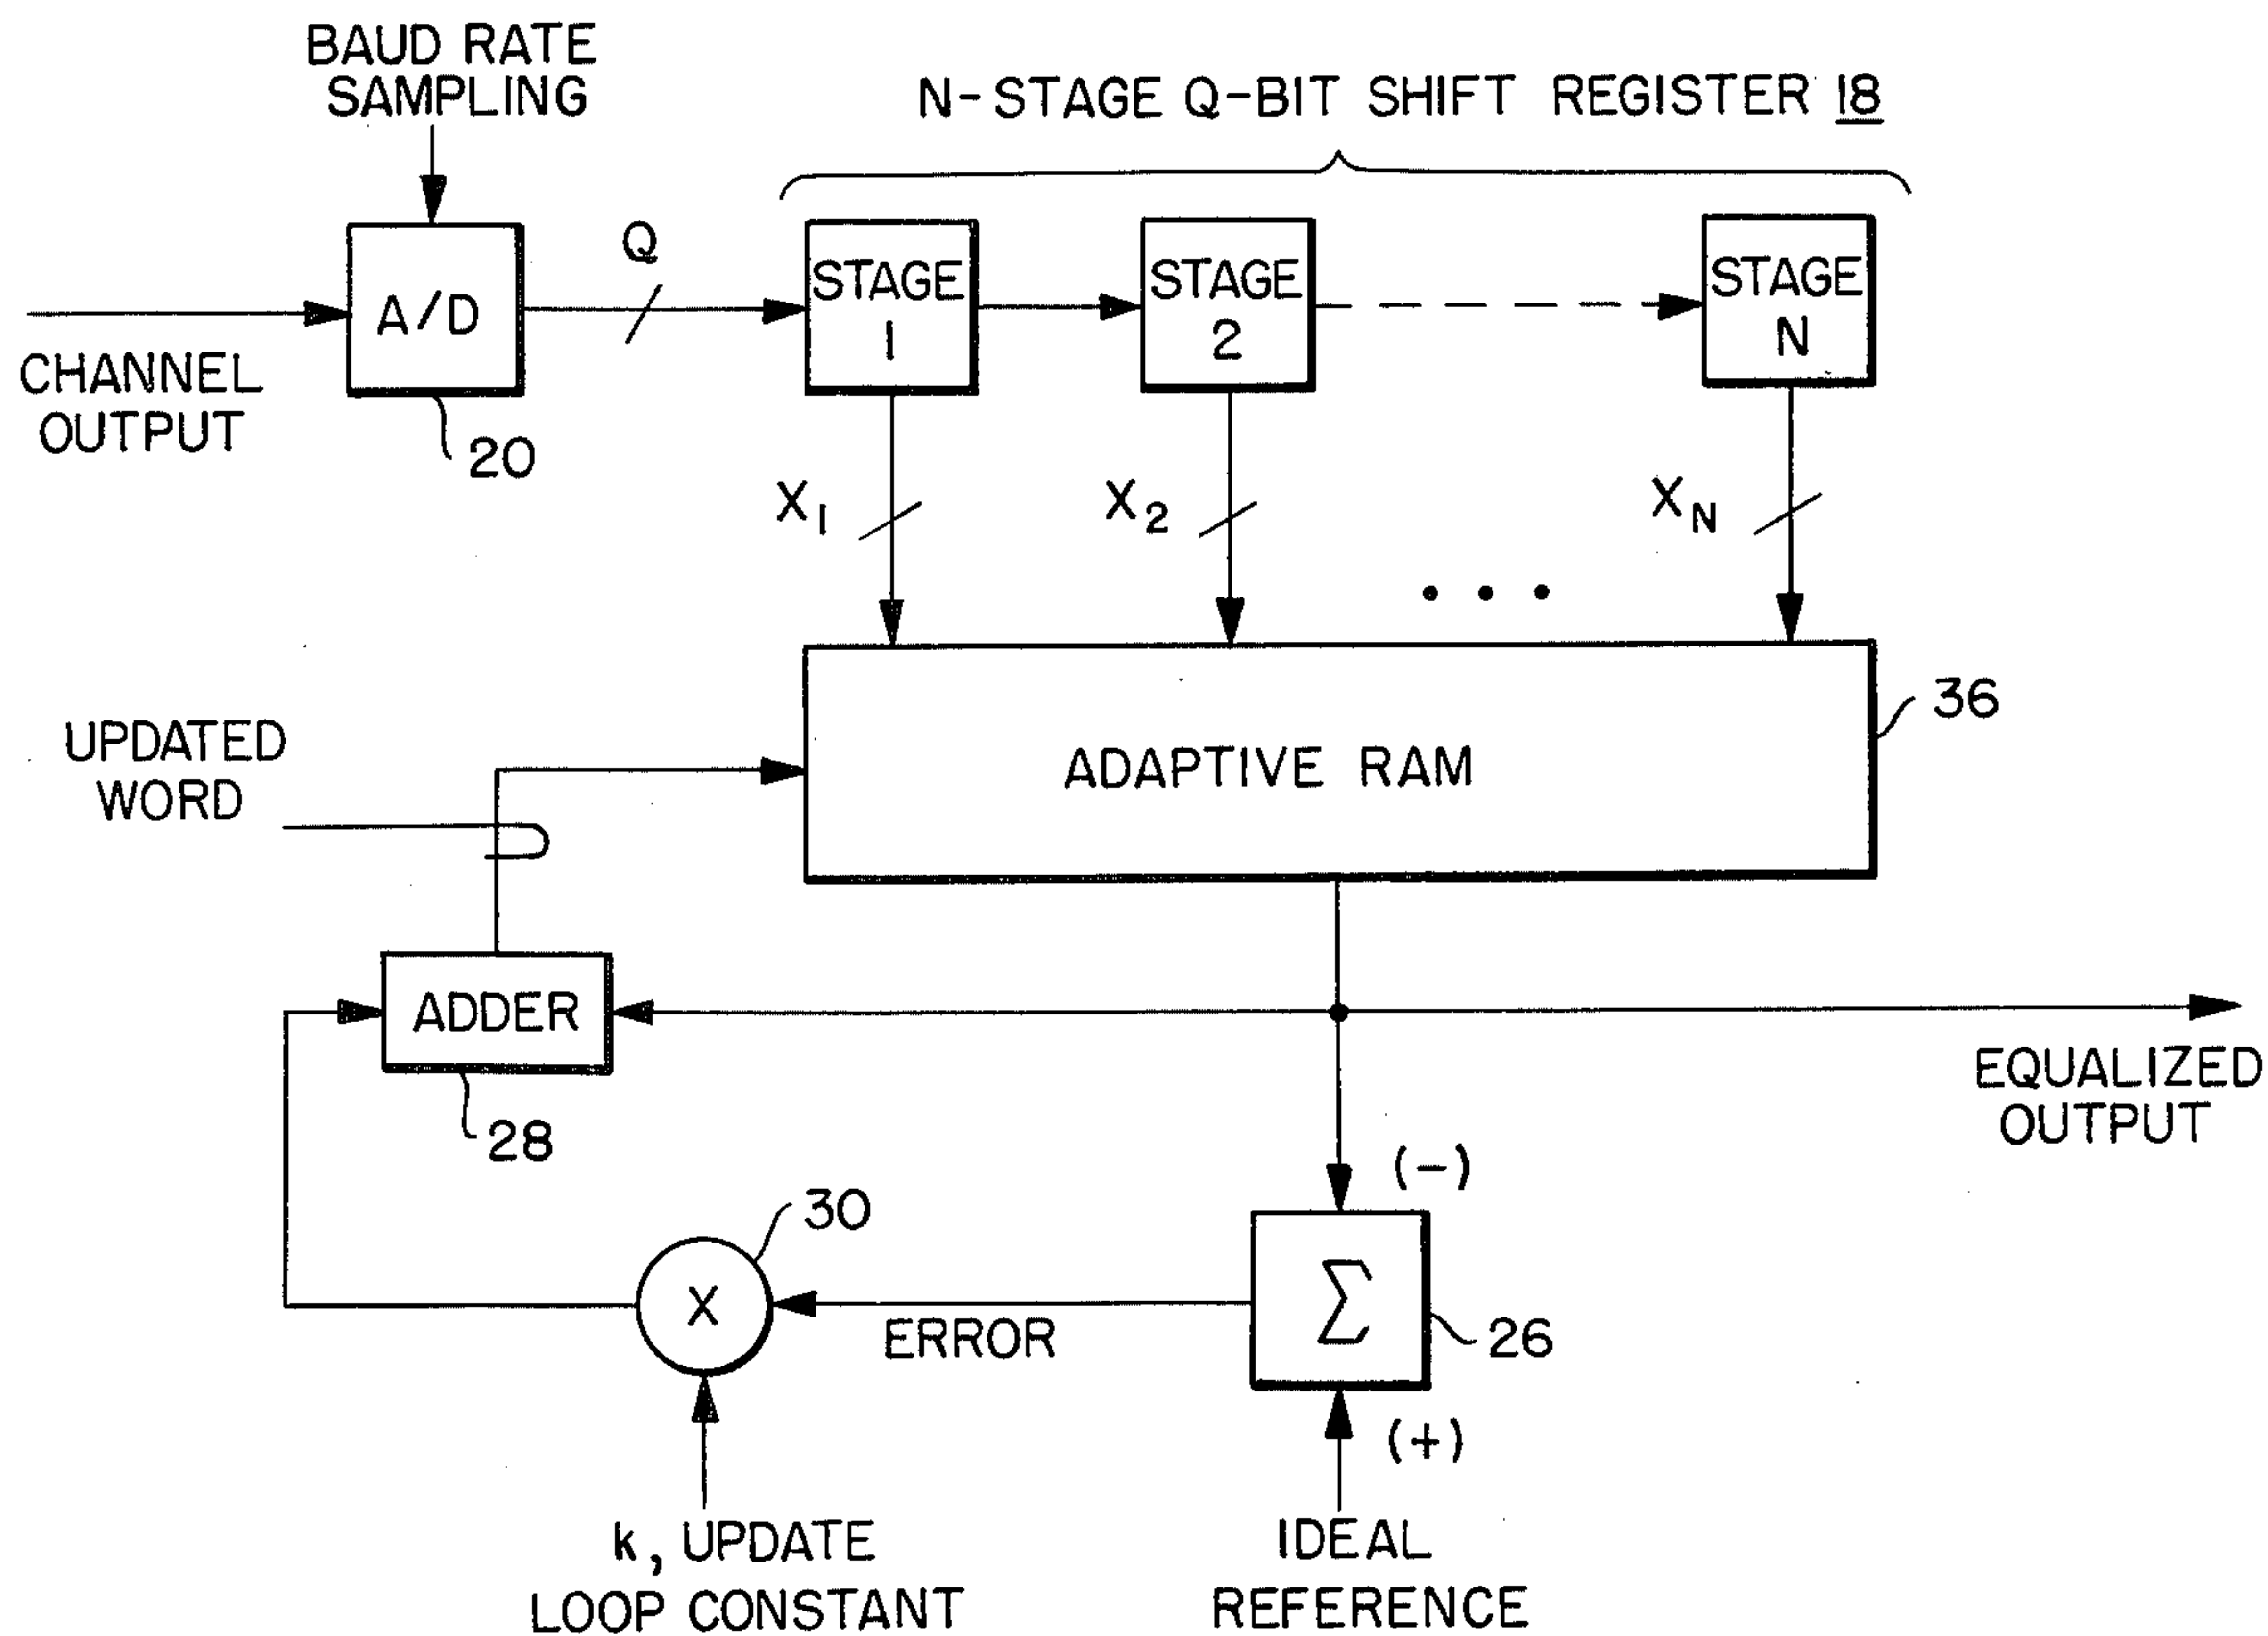 BAUD RATE
SAMPLING
N-STAGE Q-BIT SHIFT REGISTER 18
A/D
Q
STAGE
1
STAGE
2
STAGE
N
CHANNEL
OUTPUT
20
X1
X2
XN
• • •
36
UPDATED
WORD
ADAPTIVE RAM
ADDER
28
EQUALIZED
OUTPUT
(-)
30
X
ERROR
Σ
26
(+)
k, UPDATE
LOOP CONSTANT
IDEAL
REFERENCE